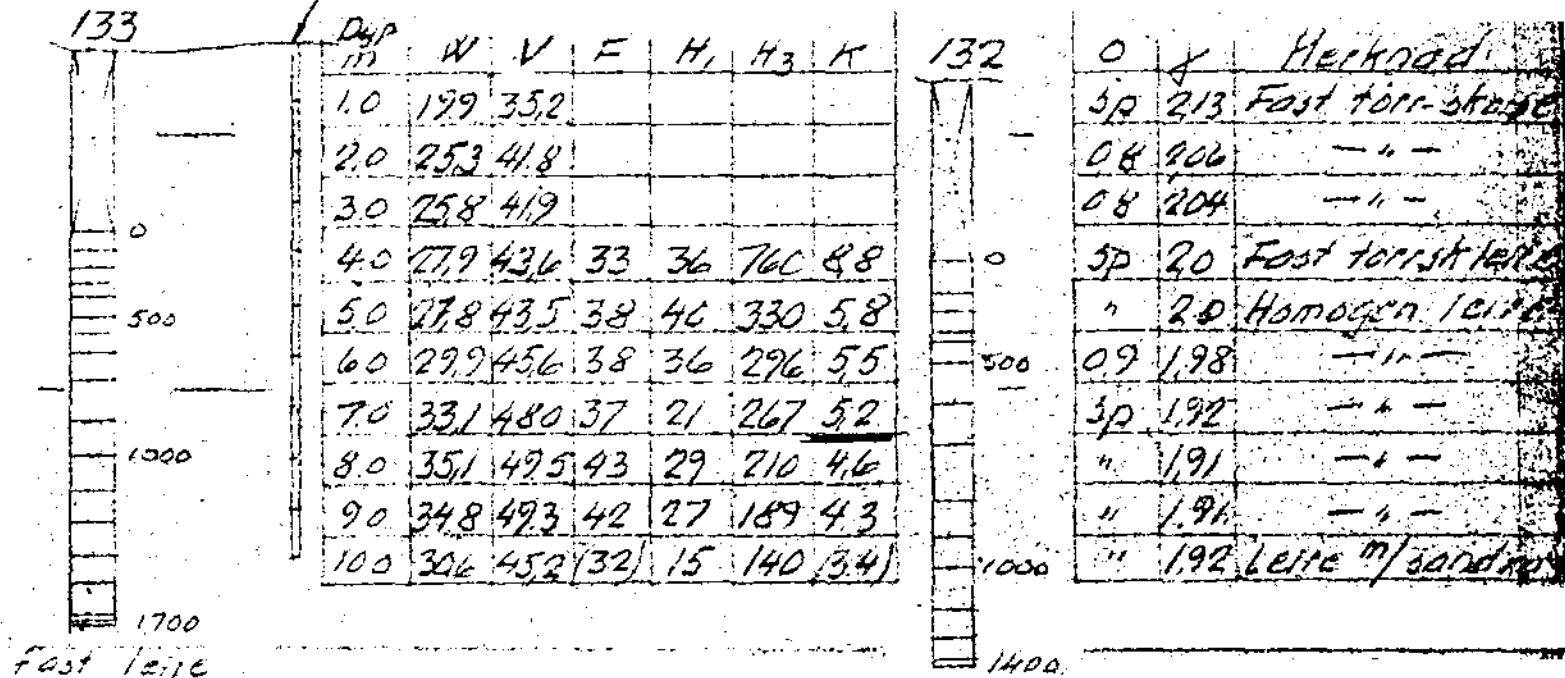 133 132
Dyp m W V F H₁ H₃ K O γ Merknad
1.0 19.9 35,2 Sp 2,13 Fast tørr-skorpe
2.0 25,3 41.8 0.8 2.06 — " —
3.0 25,8 41,9 0.8 2.04 — " —
0
4.0 27,9 43,6 33 36 760 8,8 0 Sp 2,0 Fast
5.0 27,8 43,5 38 40 330 5,8 " 2,0 Homogen leire
500
6.0 29,9 45,6 38 36 296 5,5 500 0.9 1,98 — " —
7.0 33,1 48.0 37 21 267 5,2 Sp 1,92 — " —
1000
8.0 35,1 49,5 43 29 210 4,6 " 1,91 — " —
9.0 34,8 49,3 42 27 189 4.3 " 1.91 — " —
10.0 30,6 45,2 (32) 15 140 (3.4) 1000 " 1.92 Leire m/
1700
Fast leire
1400